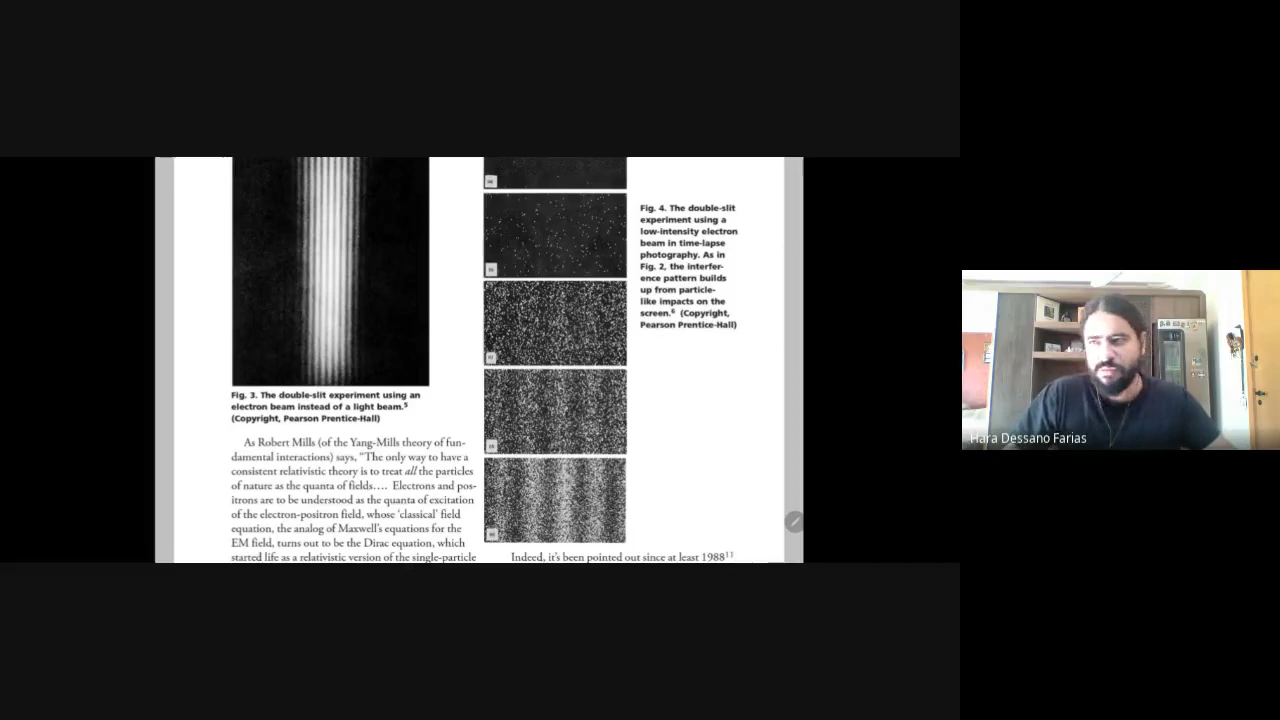 Fig. 3. The double-slit experiment using an
electron beam instead of a light beam.5
(Copyright, Pearson Prentice-Hall)
As Robert Mills (of the Yang-Mills theory of fun-
damental interactions) says, “The only way to have a
consistent relativistic theory is to treat all the particles
of nature as the quanta of fields…. Electrons and pos-
itrons are to be understood as the quanta of excitation
of the electron-positron field, whose ‘classical’ field
equation, the analog of Maxwell’s equations for the
EM field, turns out to be the Dirac equation, which
started life as a relativistic version of the single-particle
Fig. 4. The double-slit
experiment using a
low-intensity electron
beam in time-lapse
photography. As in
Fig. 2, the interfer-
ence pattern builds
up from particle-
like impacts on the
screen.6 (Copyright,
Pearson Prentice-Hall)
Indeed, it’s been pointed out since at least 198811
Hara Dessano Farias